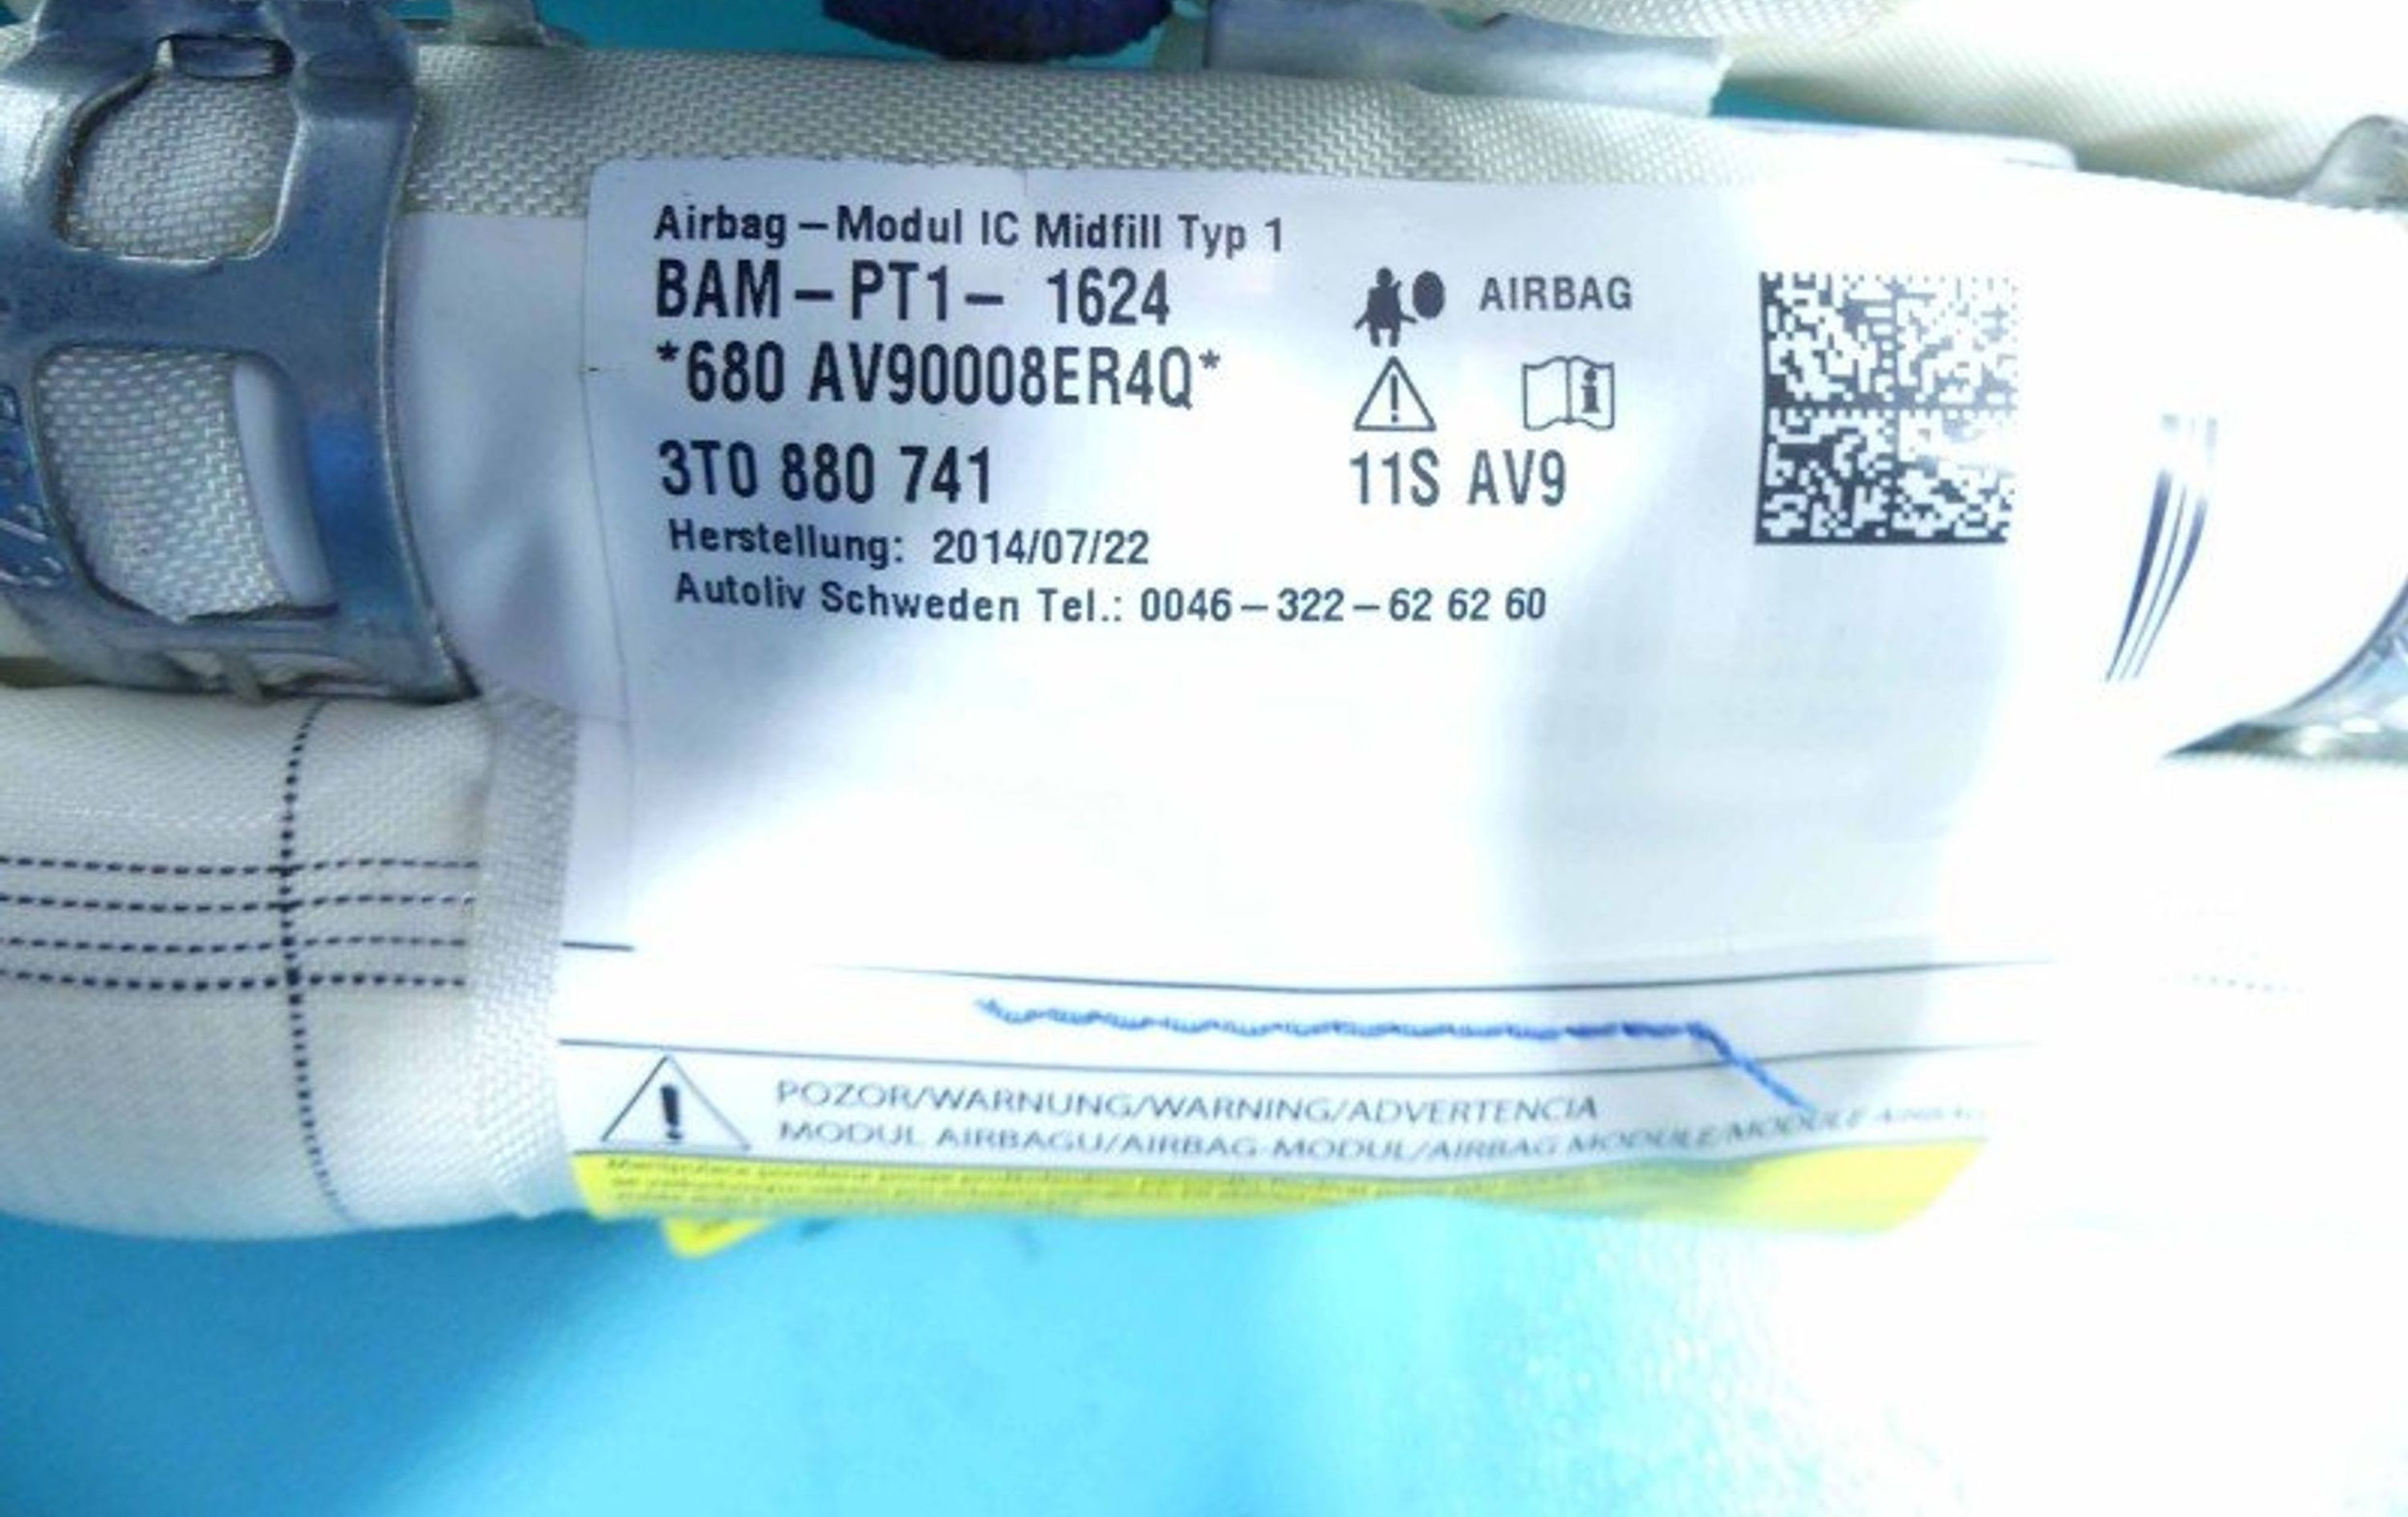 Airbag – Modul IC Midfill Typ 1
BAM – PT1 – 1624
AIRBAG
*680 AV90008ER4Q*
3T0 880 741
11S AV9
Herstellung: 2014/07/22
Autoliv Schweden Tel.: 0046 – 322 – 62 62 60
POZOR/WARNUNG/WARNING/ADVERTENCIA
MODUL AIRBAGU/AIRBAG-MODUL/AIRBAG MODULE/MODULE AIRBAG